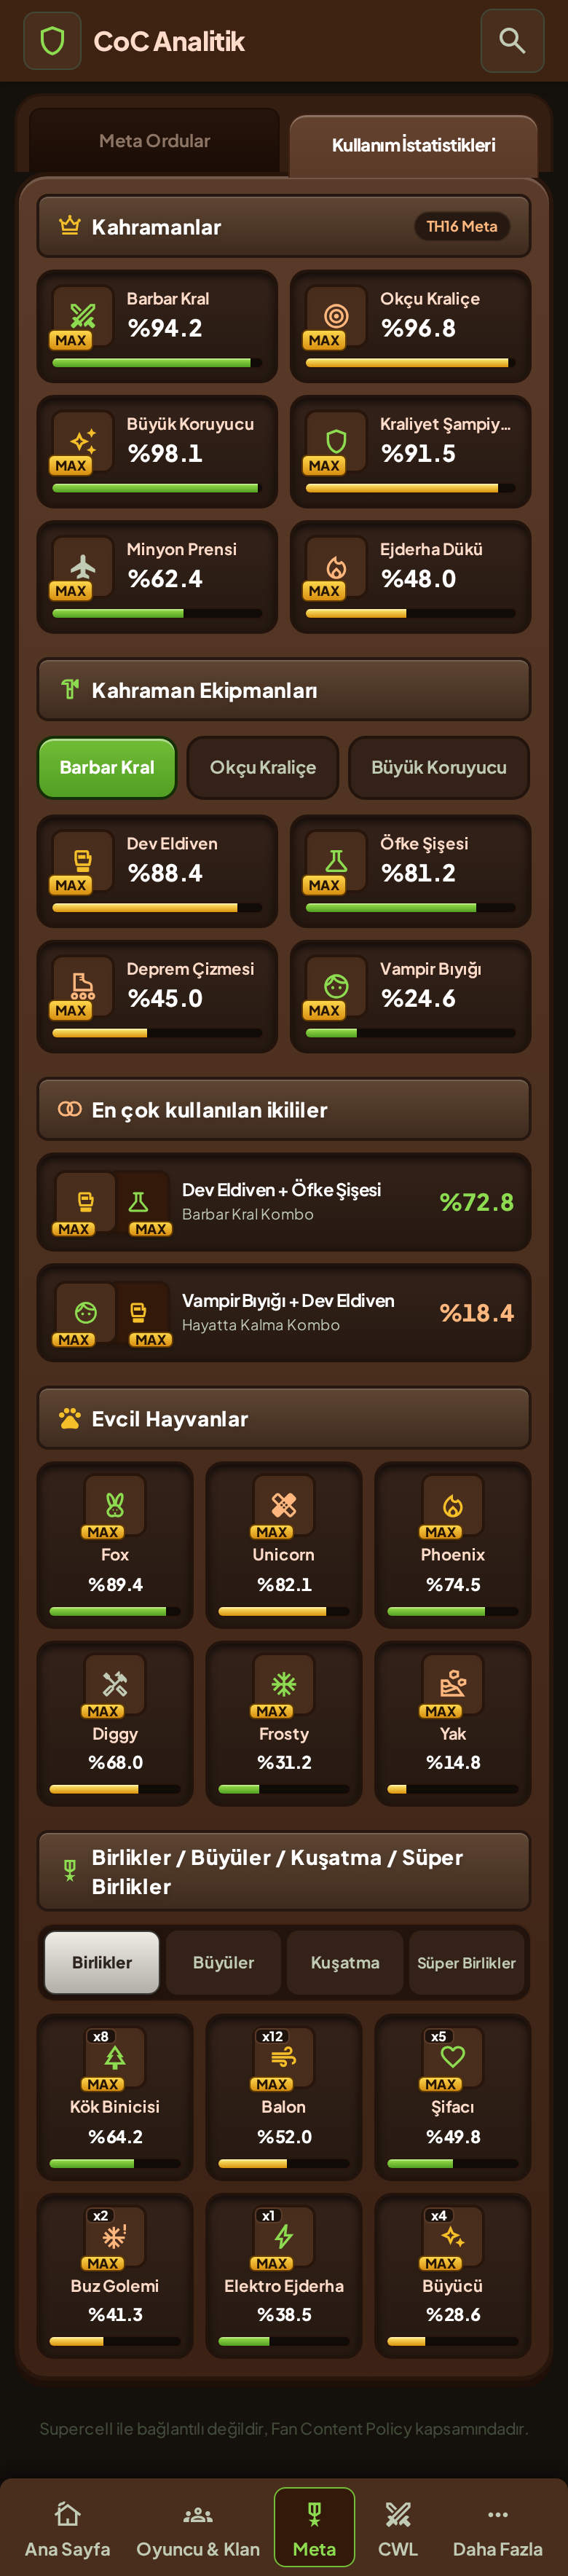 CoC Analitik
Meta Ordular
Kullanım İstatistikleri
Kahramanlar
TH16 Meta
Barbar Kral
%94.2
MAX
Okçu Kraliçe
%96.8
MAX
Büyük Koruyucu
%98.1
MAX
Kraliyet Şampiy...
%91.5
MAX
Minyon Prensi
%62.4
MAX
Ejderha Dükü
%48.0
MAX
Kahraman Ekipmanları
Barbar Kral
Okçu Kraliçe
Büyük Koruyucu
Dev Eldiven
%88.4
MAX
Öfke Şişesi
%81.2
MAX
Deprem Çizmesi
%45.0
MAX
Vampir Bıyığı
%24.6
MAX
En çok kullanılan ikililer
Dev Eldiven + Öfke Şişesi
Barbar Kral Kombo
%72.8
MAX
MAX
Vampir Bıyığı + Dev Eldiven
Hayatta Kalma Kombo
%18.4
MAX
MAX
Evcil Hayvanlar
MAX
Fox
%89.4
MAX
Unicorn
%82.1
MAX
Phoenix
%74.5
MAX
Diggy
%68.0
MAX
Frosty
%31.2
MAX
Yak
%14.8
Birlikler / Büyüler / Kuşatma / Süper
Birlikler
Birlikler
Büyüler
Kuşatma
Süper Birlikler
x8
MAX
Kök Binicisi
%64.2
x12
MAX
Balon
%52.0
x5
MAX
Şifacı
%49.8
x2
MAX
Buz Golemi
%41.3
x1
MAX
Elektro Ejderha
%38.5
x4
MAX
Büyücü
%28.6
Supercell ile bağlantılı değildir, Fan Content Policy kapsamındadır.
Ana Sayfa
Oyuncu & Klan
Meta
CWL
Daha Fazla